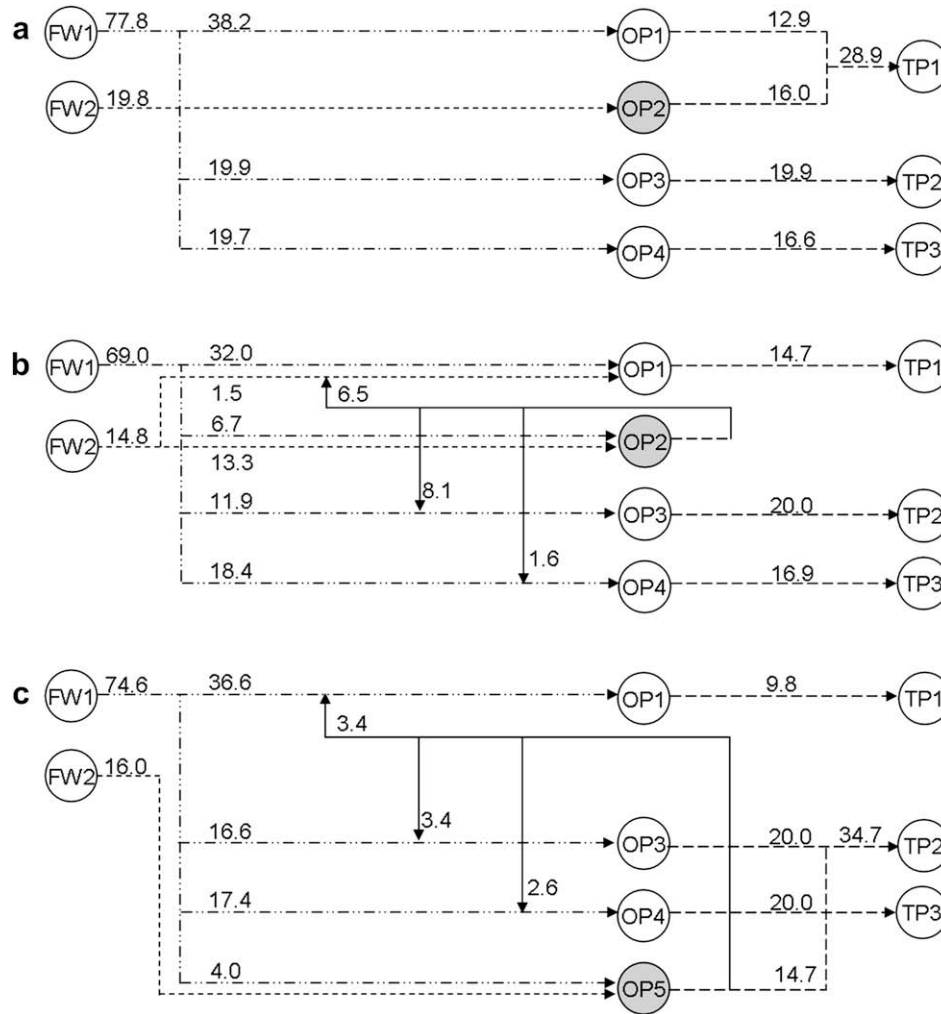 a FW1 77.8 38.2 OP1 12.9
28.9 TP1
FW2 19.8 OP2 16.0
19.9 OP3 19.9 TP2
19.7 OP4 16.6 TP3
b FW1 69.0 32.0 OP1 14.7 TP1
1.5 6.5
6.7
FW2 14.8 OP2
13.3
8.1
11.9 OP3 20.0 TP2
1.6
18.4 OP4 16.9 TP3
c FW1 74.6 36.6 OP1 9.8 TP1
3.4
FW2 16.0
3.4
16.6 OP3 20.0 34.7 TP2
2.6
17.4 OP4 20.0 TP3
4.0 OP5 14.7